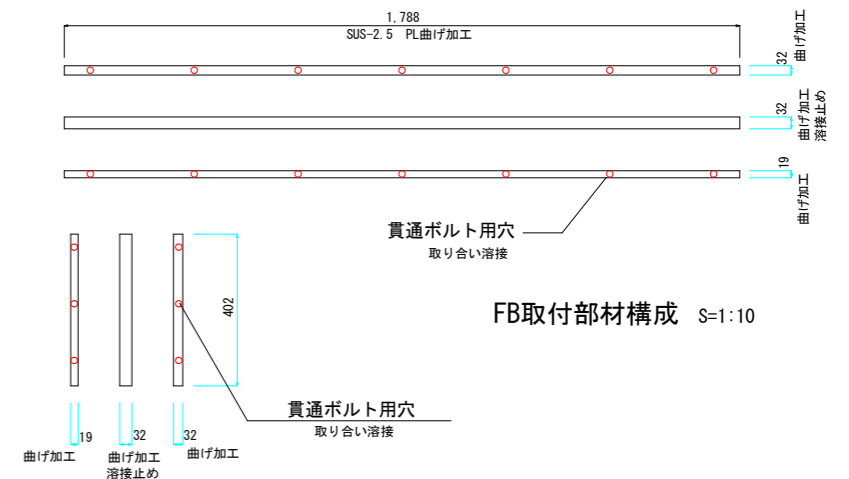 1,788
SUS-2.5 PL曲げ加工
32
曲げ加工
32
曲げ加工
溶接止め
19
曲げ加工
貫通ボルト用穴
取り合い溶接
402
FB取付部材構成 S=1:10
貫通ボルト用穴
取り合い溶接
19
曲げ加工
32
曲げ加工
溶接止め
32
曲げ加工